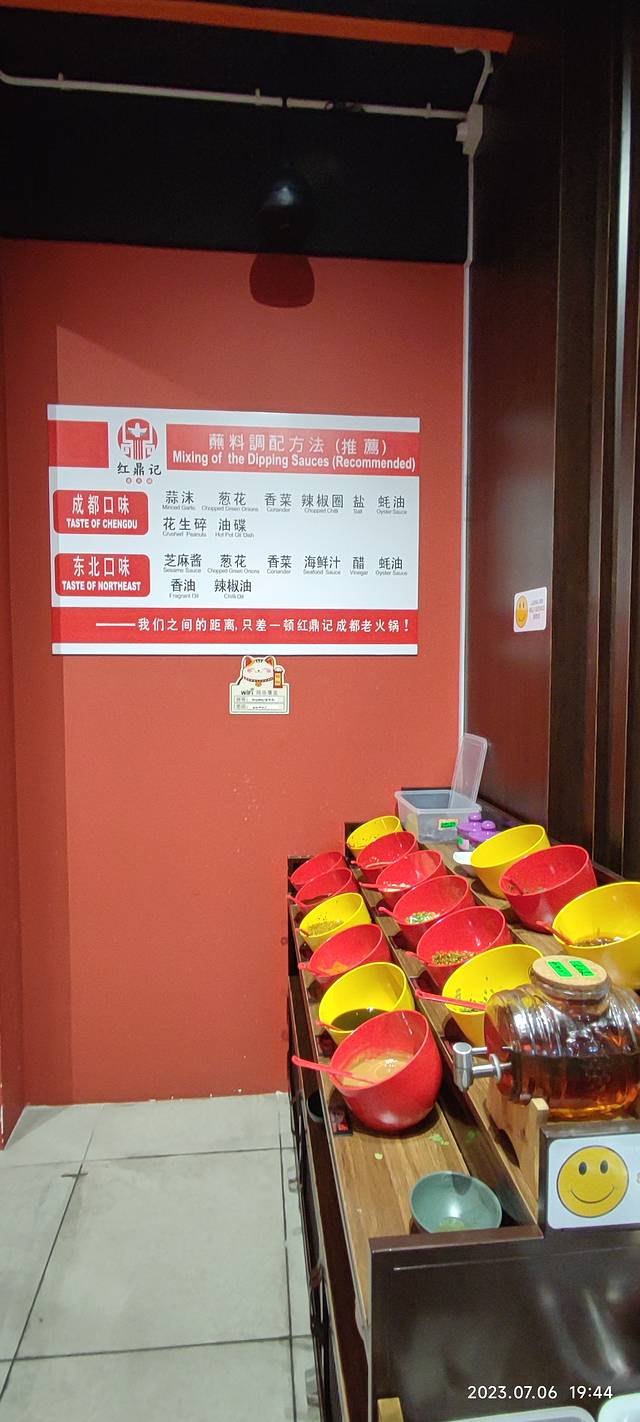 蘸料調配方法 (推薦)
Mixing of the Dipping Sauces (Recommended)
红鼎记
成都口味
TASTE OF CHENGDU
蒜沫 葱花 香菜 辣椒圈 盐 蚝油
Minced Garlic Chopped Green Onions Coriander Chopped Chili Salt Oyster Sauce
花生碎 油碟
Crushed Peanuts Hot Pot Oil Dish
东北口味
TASTE OF NORTHEAST
芝麻酱 葱花 香菜 海鲜汁 醋 蚝油
Sesame Sauce Chopped Green Onions Coriander Seafood Sauce Vinegar Oyster Sauce
香油 辣椒油
Fragrant Oil Chilli Oil
——我们之间的距离,只差一顿红鼎记成都老火锅!
WiFi
2023.07.06 19:44